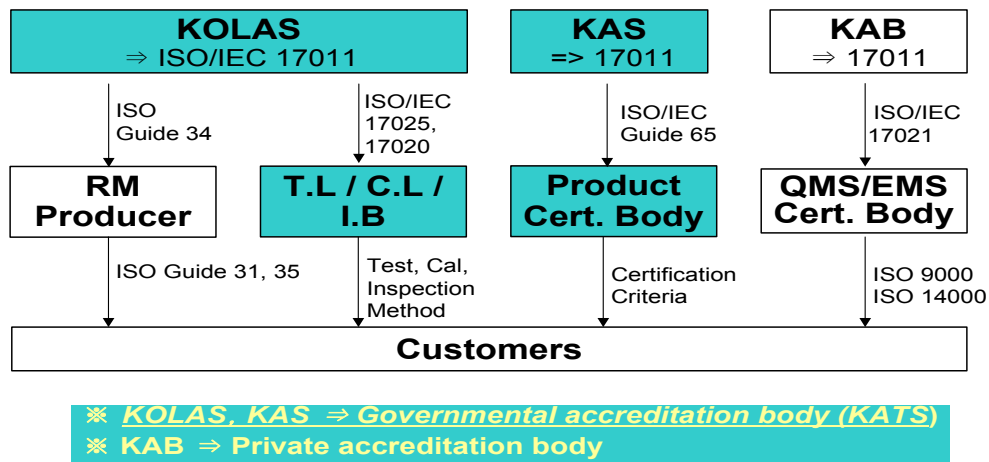 KOLAS
⇒ ISO/IEC 17011
KAS
=> 17011
KAB
⇒ 17011
ISO
Guide 34
ISO/IEC
17025,
17020
ISO/IEC
Guide 65
ISO/IEC
17021
RM
Producer
T.L / C.L /
I.B
Product
Cert. Body
QMS/EMS
Cert. Body
ISO Guide 31, 35
Test, Cal,
Inspection
Method
Certification
Criteria
ISO 9000
ISO 14000
Customers
※ KOLAS, KAS ⇒ Governmental accreditation body (KATS)
※ KAB ⇒ Private accreditation body